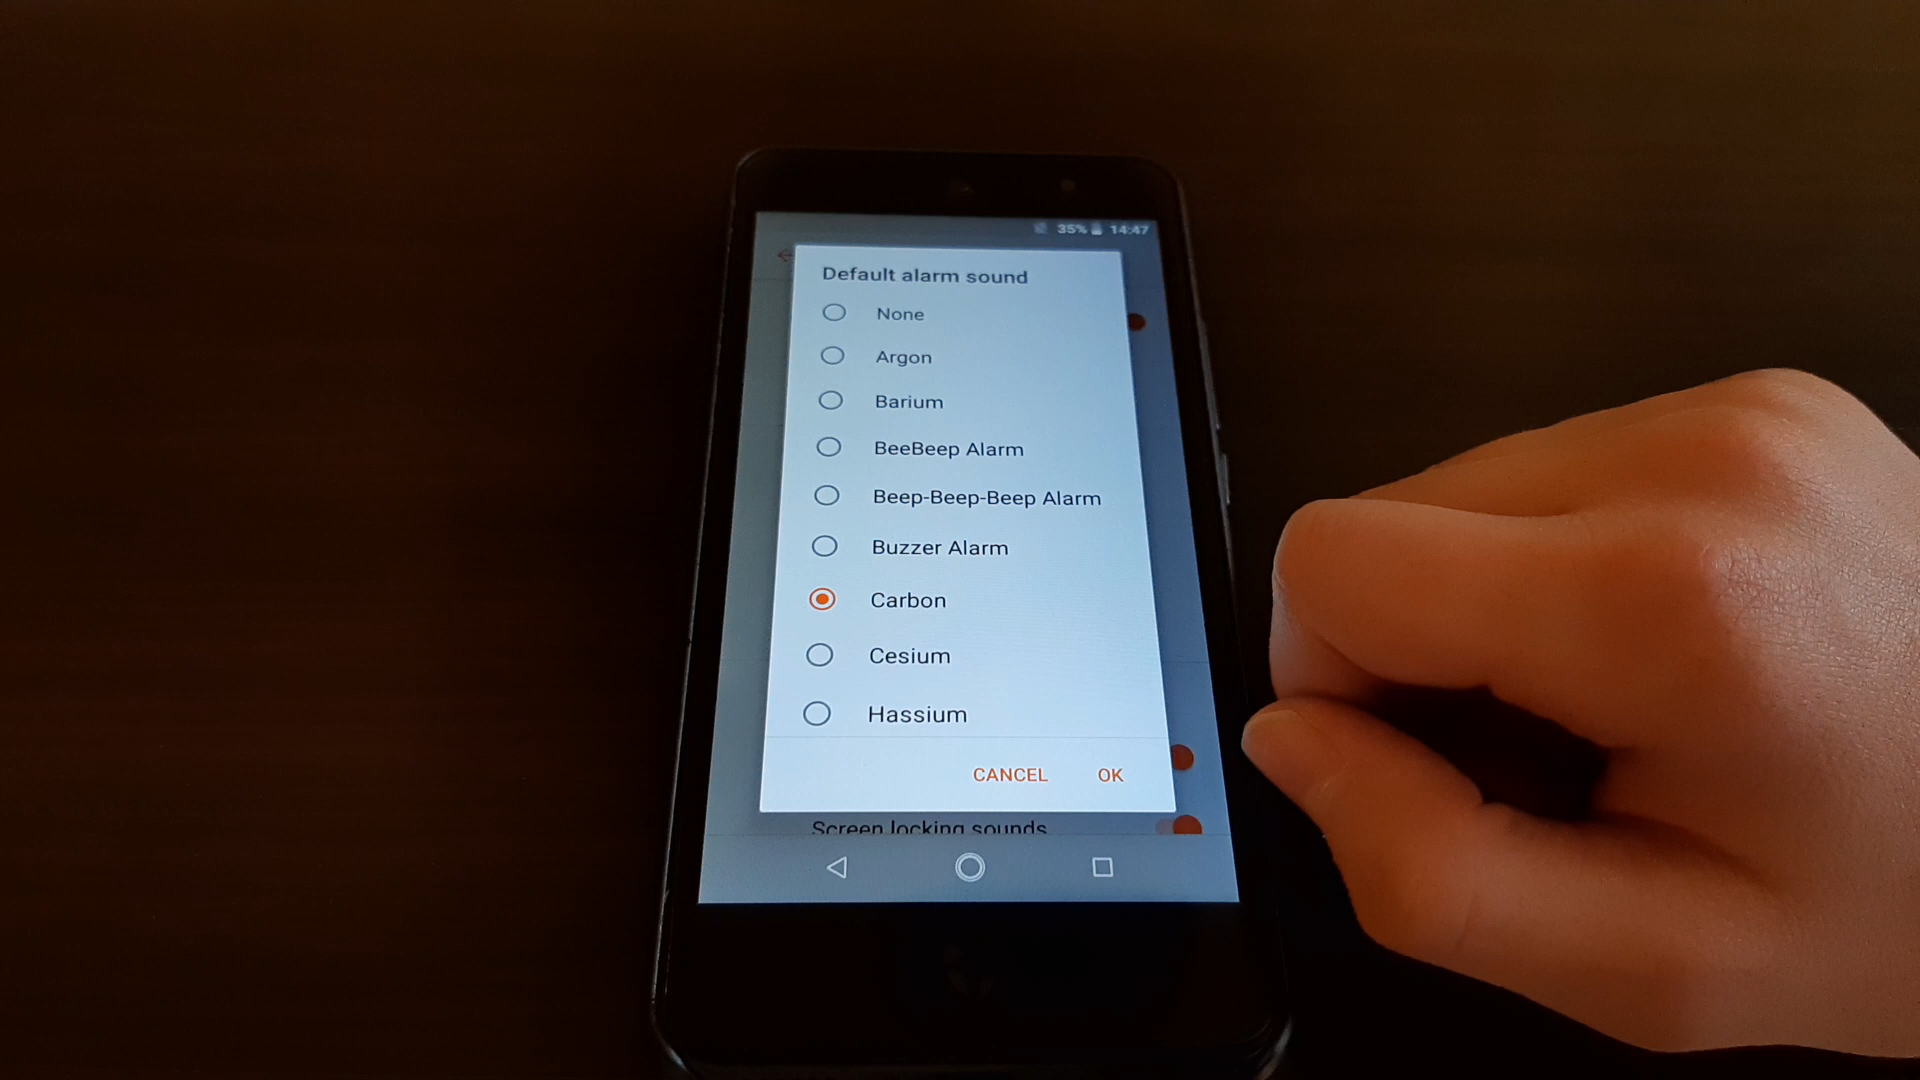 35% 14:47
Default alarm sound
None
Argon
Barium
BeeBeep Alarm
Beep-Beep-Beep Alarm
Buzzer Alarm
Carbon
Cesium
Hassium
CANCEL OK
Screen locking sounds